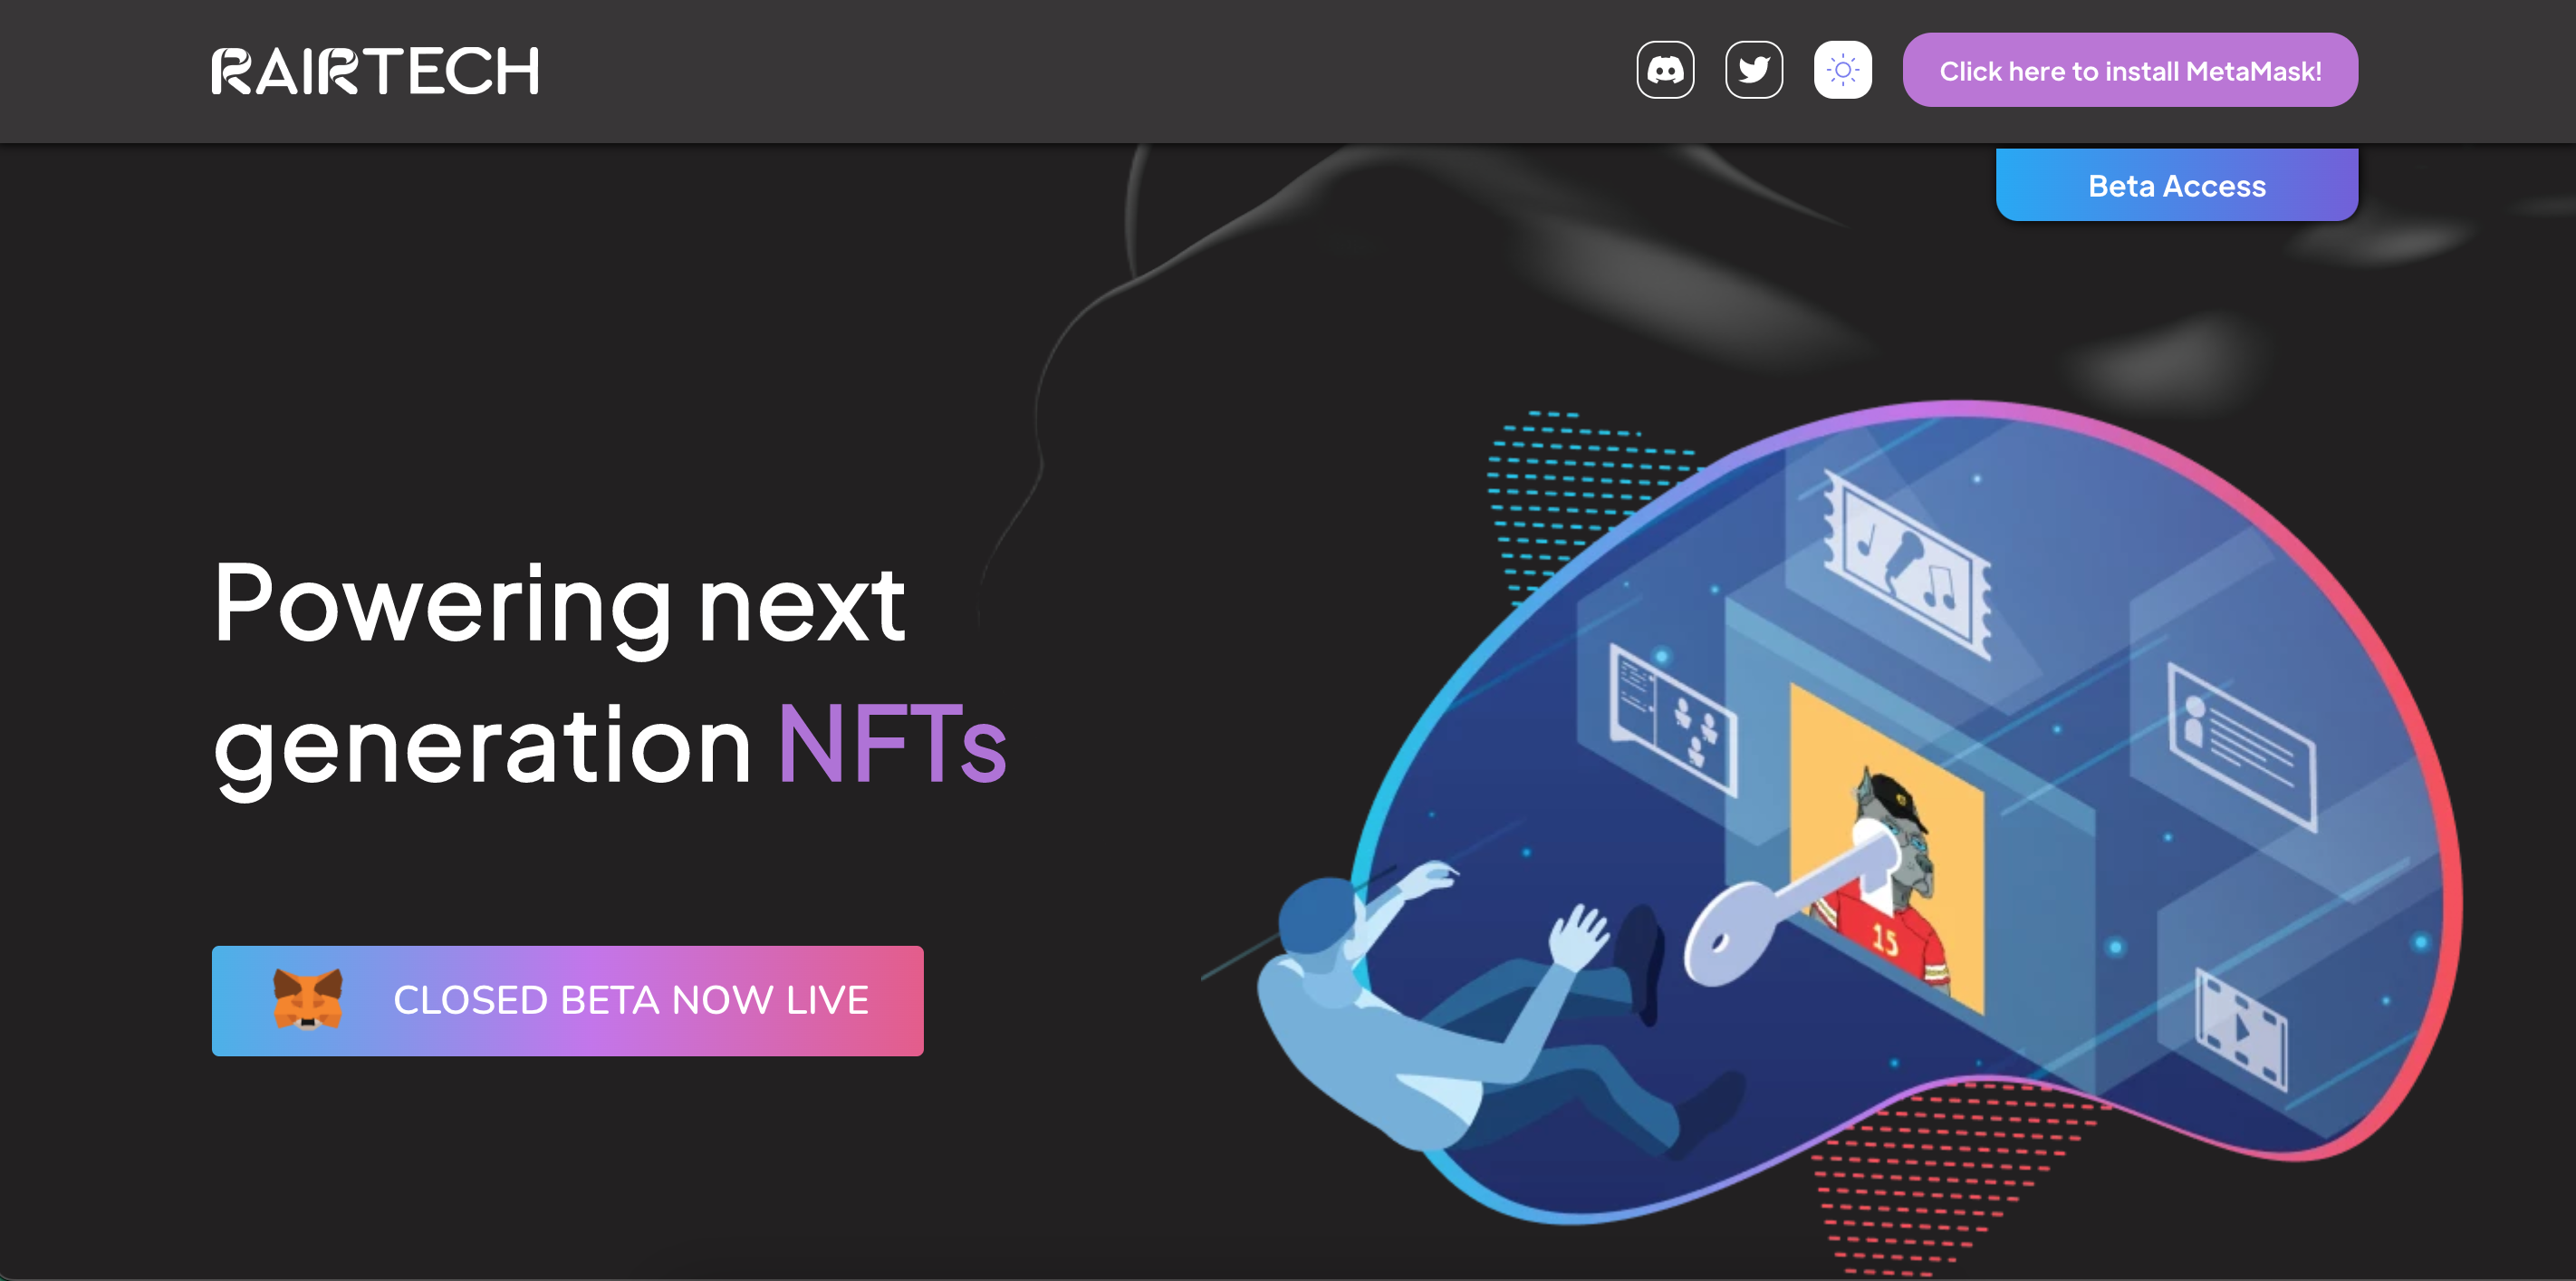 RAIRTECH
Click here to install MetaMask!
Beta Access
Powering next
generation NFTs
CLOSED BETA NOW LIVE
15